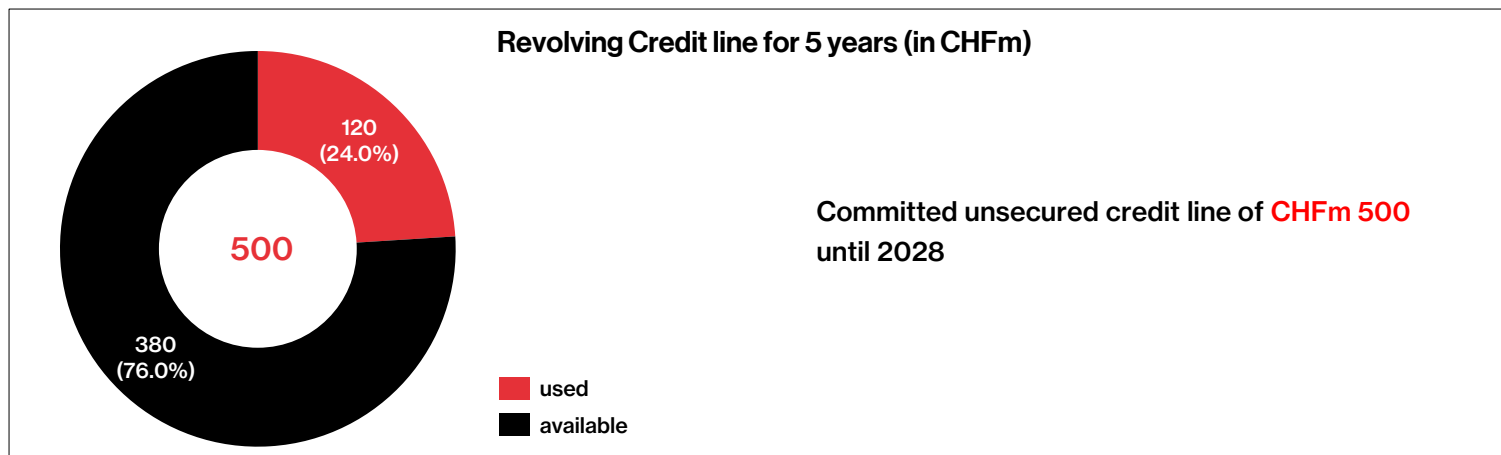 Revolving Credit line for 5 years (in CHFm)
120
(24.0%)
500
380
(76.0%)
used
available
Committed unsecured credit line of CHFm 500
until 2028